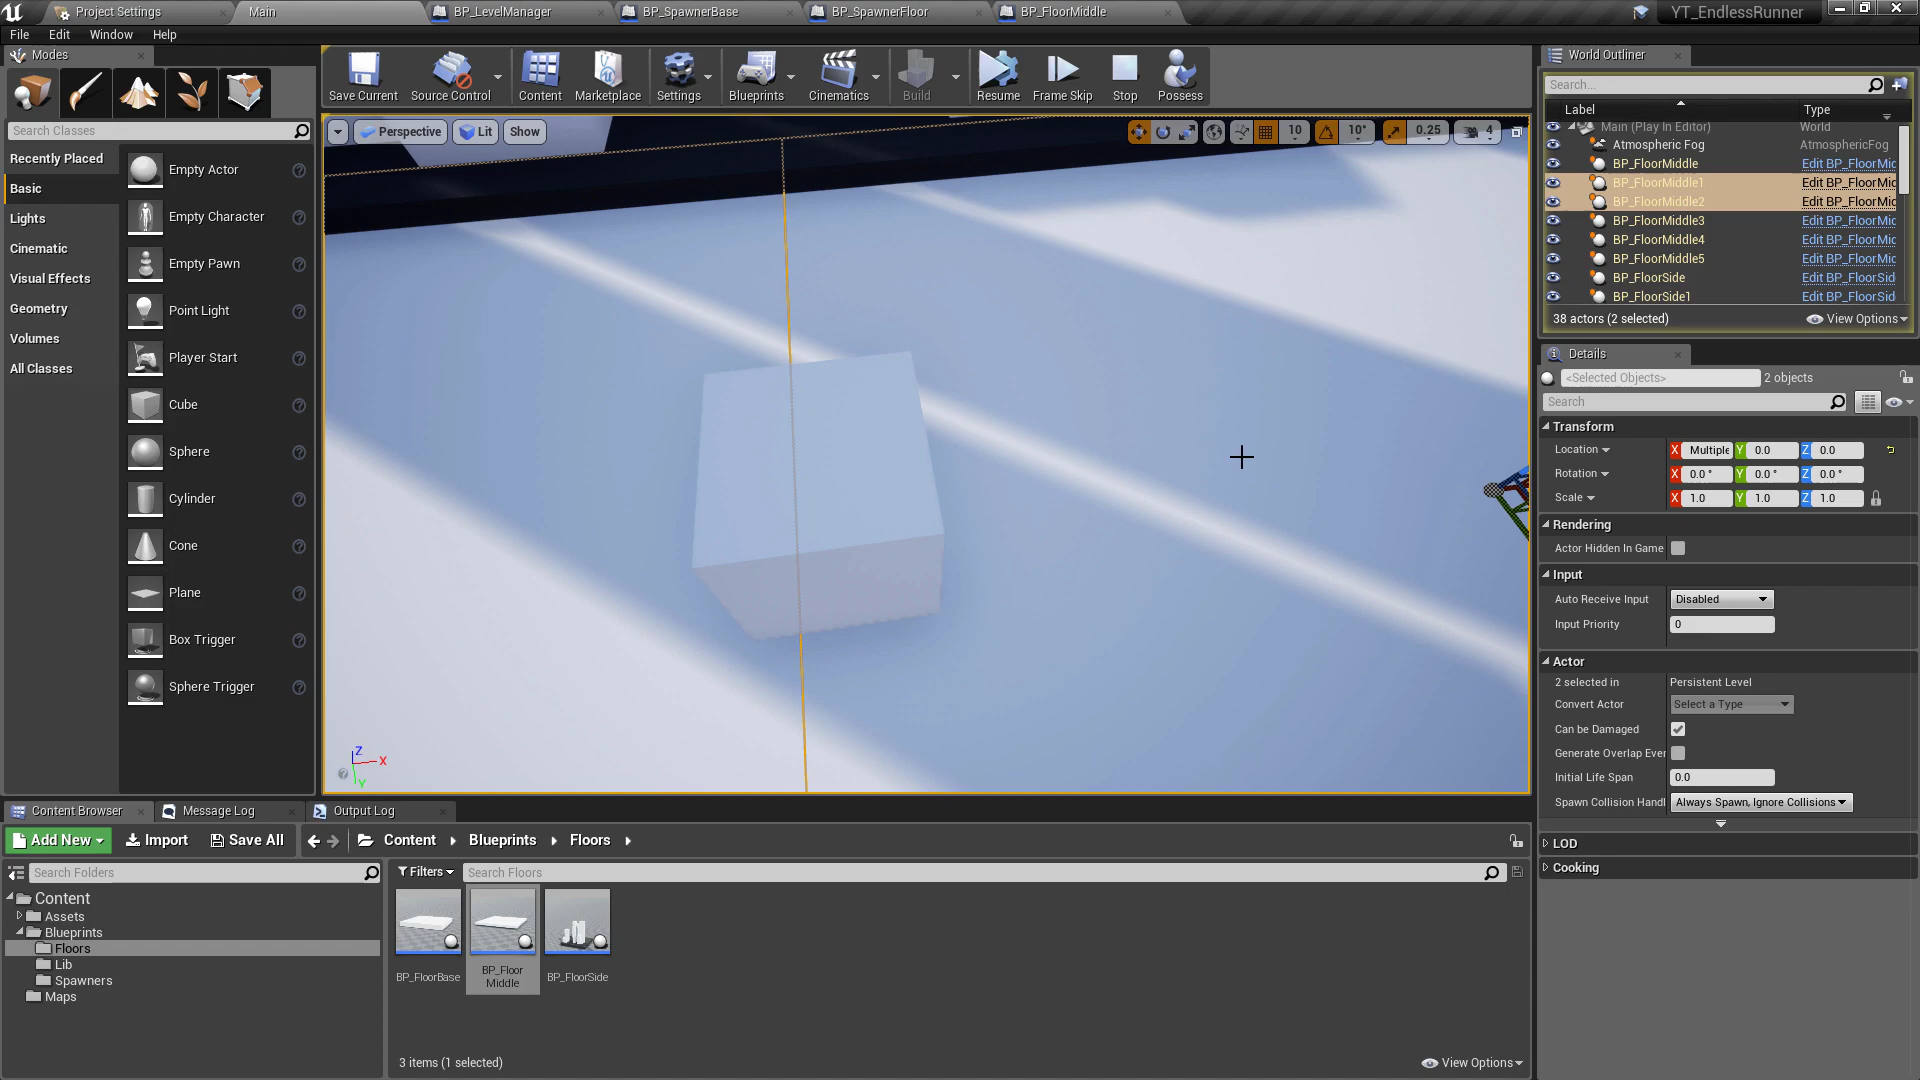 Project Settings
Main
BP_LevelManager
BP_SpawnerBase
BP_SpawnerFloor
BP_FloorMiddle
YT_EndlessRunner
File
Edit
Window
Help
Modes
Search Classes
Recently Placed
Basic
Lights
Cinematic
Visual Effects
Geometry
Volumes
All Classes
Empty Actor
Empty Character
Empty Pawn
Point Light
Player Start
Cube
Sphere
Cylinder
Cone
Plane
Box Trigger
Sphere Trigger
Save Current
Source Control
Content
Marketplace
Settings
Blueprints
Cinematics
Build
Resume
Frame Skip
Stop
Possess
Perspective
Lit
Show
10
10°
0.25
4
Z
X
Y
World Outliner
Search...
Label
Type
Main (Play In Editor)
World
Atmospheric Fog
AtmosphericFog
BP_FloorMiddle
Edit BP_FloorMic
BP_FloorMiddle1
Edit BP_FloorMic
BP_FloorMiddle2
Edit BP_FloorMic
BP_FloorMiddle3
Edit BP_FloorMic
BP_FloorMiddle4
Edit BP_FloorMic
BP_FloorMiddle5
Edit BP_FloorMic
BP_FloorSide
Edit BP_FloorSid
BP_FloorSide1
Edit BP_FloorSid
38 actors (2 selected)
View Options
Details
<Selected Objects>
2 objects
Search
Transform
Location
X Multiple Y 0.0 Z 0.0
Rotation
X 0.0 ° Y 0.0 ° Z 0.0 °
Scale
X 1.0 Y 1.0 Z 1.0
Rendering
Actor Hidden In Game
Input
Auto Receive Input
Disabled
Input Priority
0
Actor
2 selected in
Persistent Level
Convert Actor
Select a Type
Can be Damaged
Generate Overlap Ever
Initial Life Span
0.0
Spawn Collision Handl
Always Spawn, Ignore Collisions
LOD
Cooking
Content Browser
Message Log
Output Log
Add New
Import
Save All
Content
Blueprints
Floors
Search Folders
Filters
Search Floors
Content
Assets
Blueprints
Floors
Lib
Spawners
Maps
BP_FloorBase
BP_Floor
Middle
BP_FloorSide
3 items (1 selected)
View Options